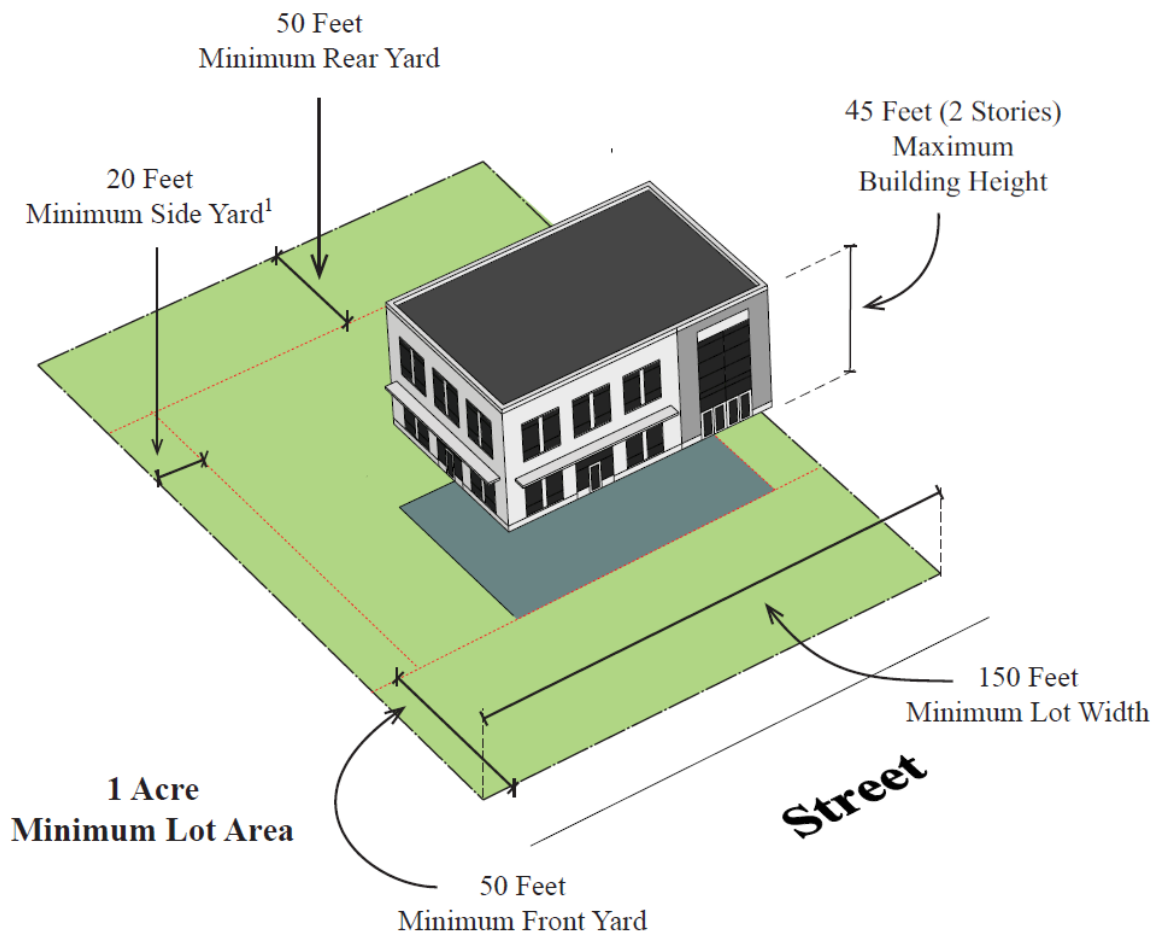 50 Feet
Minimum Rear Yard
45 Feet (2 Stories)
Maximum
Building Height
20 Feet
Minimum Side Yard¹
150 Feet
Minimum Lot Width
Street
1 Acre
Minimum Lot Area
50 Feet
Minimum Front Yard